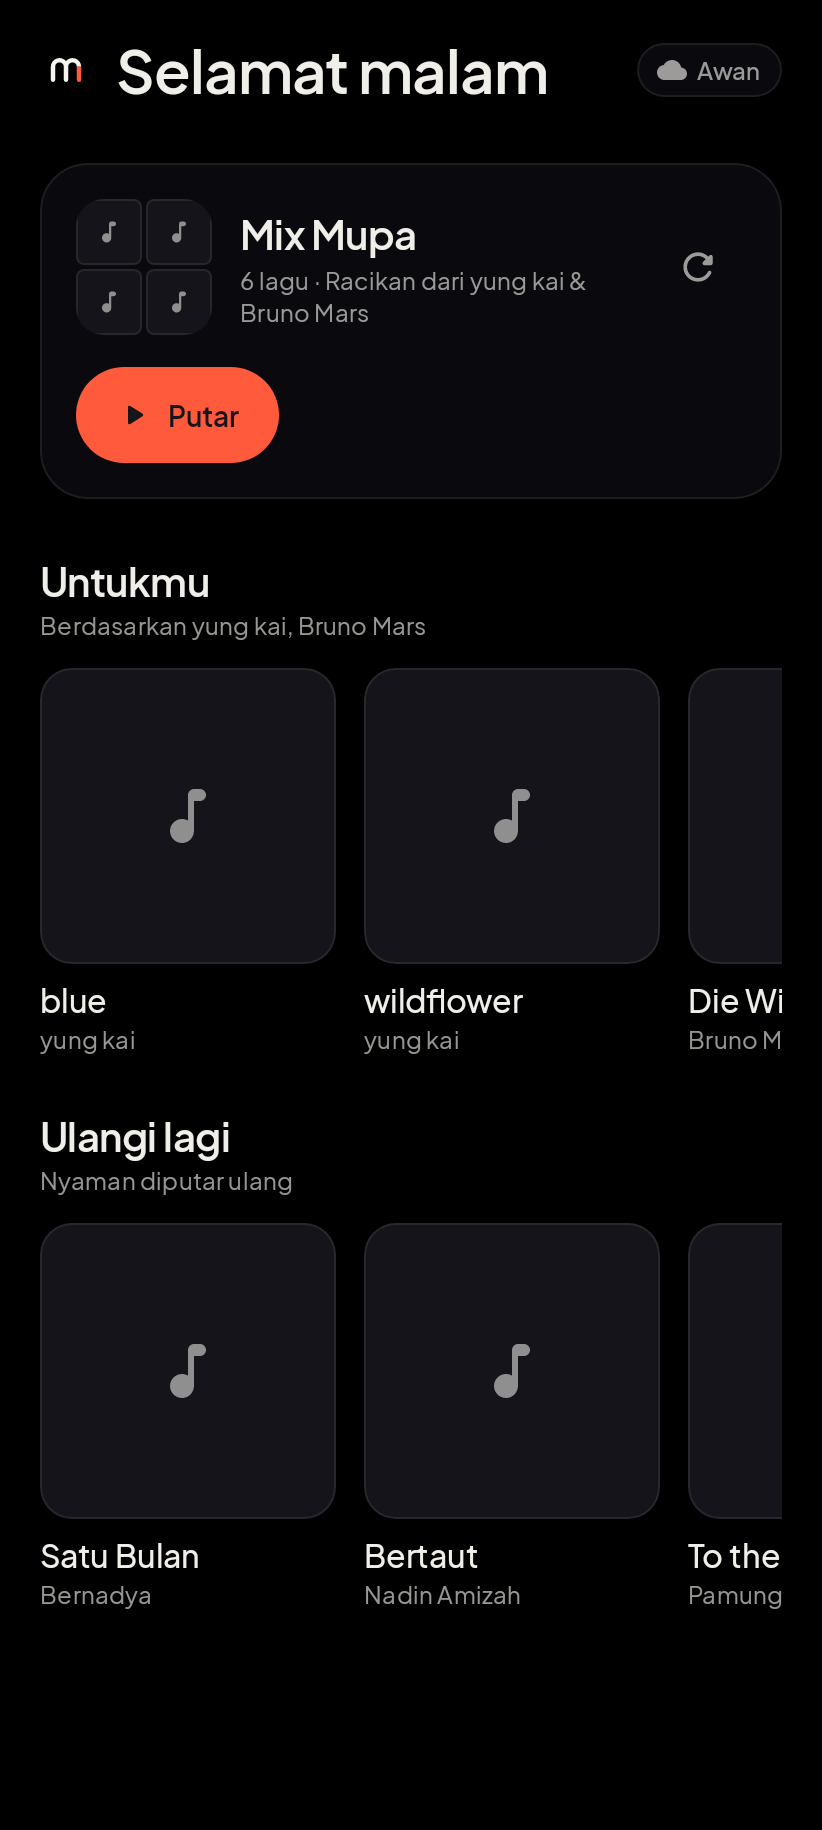 m Selamat malam
Awan
Mix Mupa
6 lagu · Racikan dari yung kai &
Bruno Mars
Putar
Untukmu
Berdasarkan yung kai, Bruno Mars
blue
yung kai
wildflower
yung kai
Die Wi
Bruno M
Ulangi lagi
Nyaman diputar ulang
Satu Bulan
Bernadya
Bertaut
Nadin Amizah
To the
Pamung